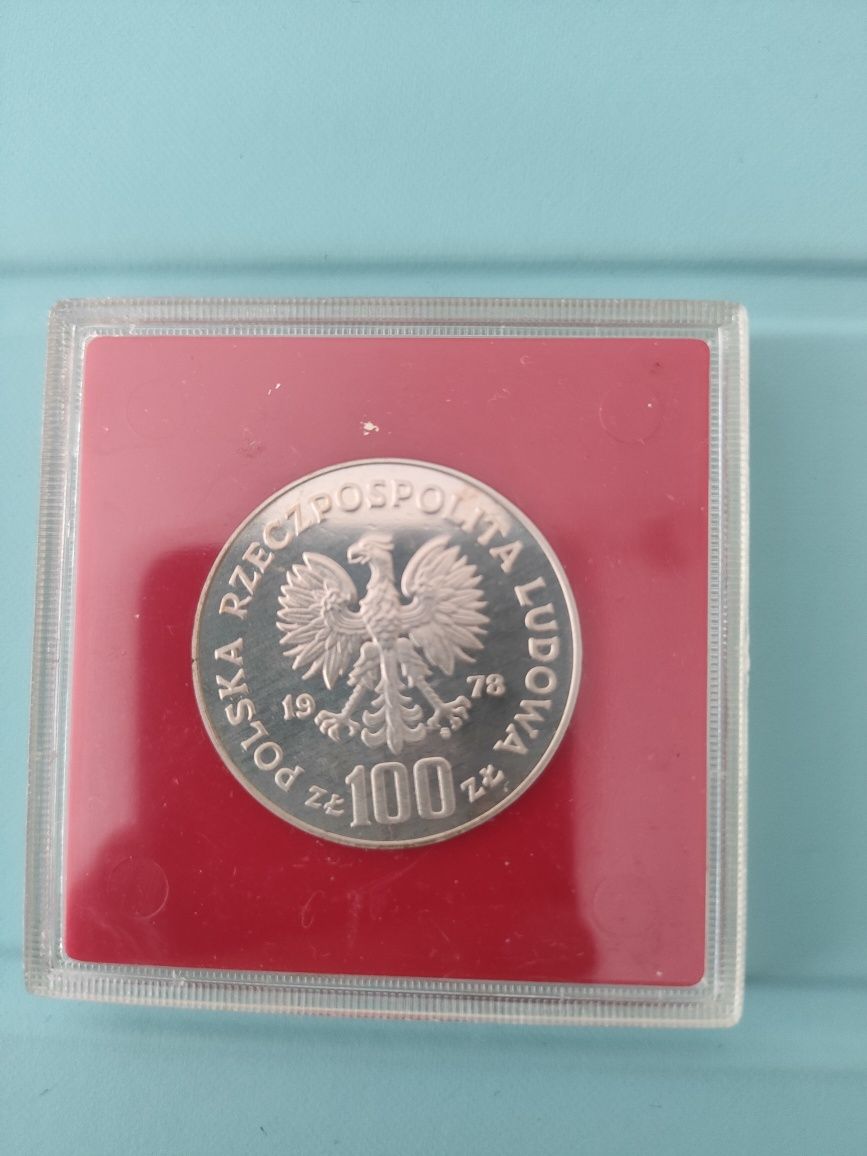 POLSKA RZECZPOSPOLITA LUDOWA
19 78
ZŁ 100 ZŁ